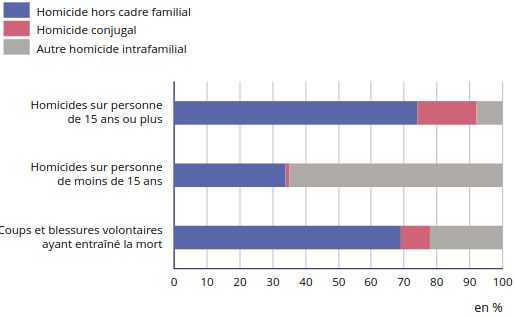 Homicide hors cadre familial
Homicide conjugal
Autre homicide intrafamilial
Homicides sur personne
de 15 ans ou plus
Homicides sur personne
de moins de 15 ans
Coups et blessures volontaires
ayant entraîné la mort
0 10 20 30 40 50 60 70 80 90 100
en %